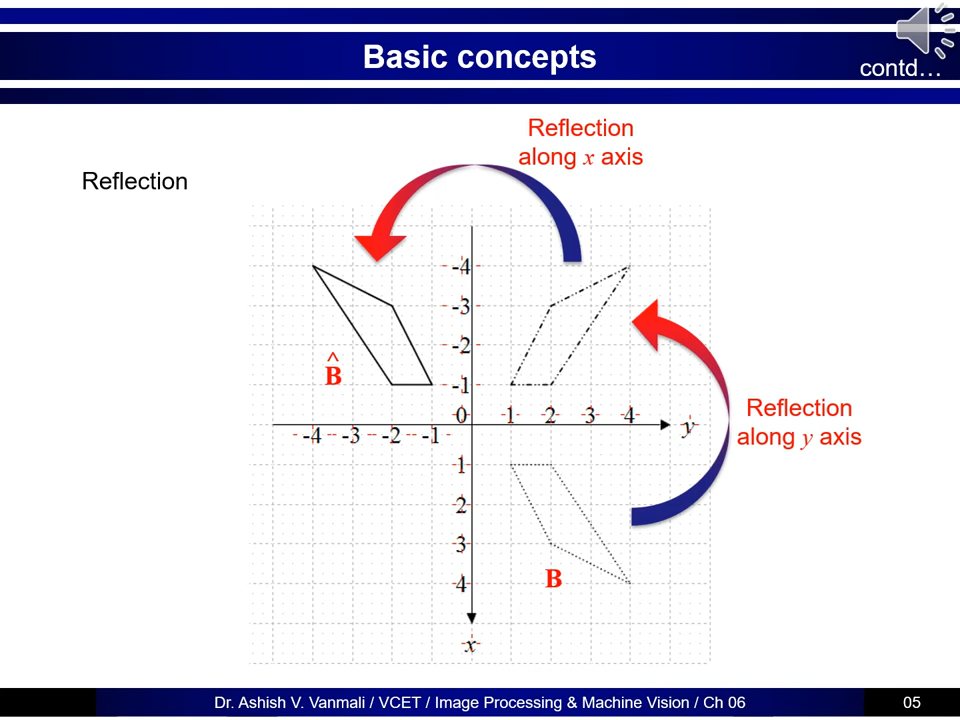 Basic concepts
contd…
Reflection
along x axis
Reflection
-4
-3
-2
-1
^
B
0
1 2 3 4
-4 -3 -2 -1
y
Reflection
along y axis
1
2
3
4
B
x
Dr. Ashish V. Vanmali / VCET / Image Processing & Machine Vision / Ch 06
05